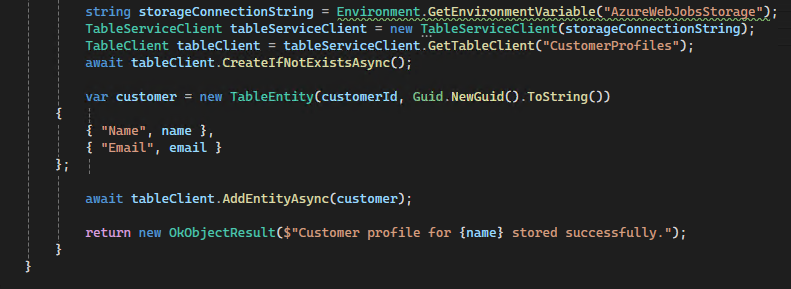 string storageConnectionString = Environment.GetEnvironmentVariable("AzureWebJobsStorage");
TableServiceClient tableServiceClient = new TableServiceClient(storageConnectionString);
TableClient tableClient = tableServiceClient.GetTableClient("CustomerProfiles");
await tableClient.CreateIfNotExistsAsync();
var customer = new TableEntity(customerId, Guid.NewGuid().ToString())
{
{ "Name", name },
{ "Email", email }
};
await tableClient.AddEntityAsync(customer);
return new OkObjectResult($"Customer profile for {name} stored successfully.");
}
}